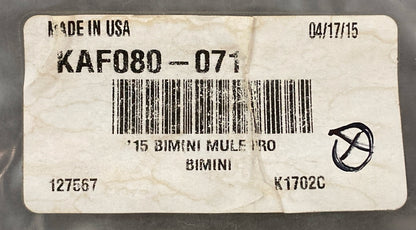 MADE IN USA 04/17/15
KAF080-071
'15 BIMINI MULE PRO
BIMINI
127567 K1702C